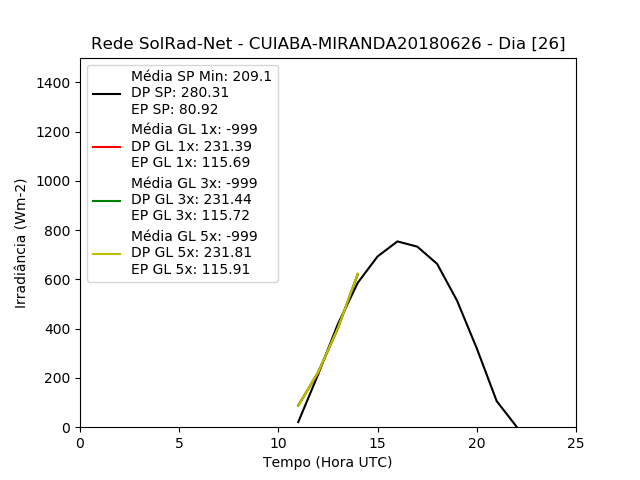 Rede SolRad-Net - CUIABA-MIRANDA20180626 - Dia [26]
Média SP Min: 209.1
DP SP: 280.31
EP SP: 80.92
Média GL 1x: -999
DP GL 1x: 231.39
EP GL 1x: 115.69
Média GL 3x: -999
DP GL 3x: 231.44
EP GL 3x: 115.72
Média GL 5x: -999
DP GL 5x: 231.81
EP GL 5x: 115.91
Irradiância (Wm-2)
1400
1200
1000
800
600
400
200
0
0 5 10 15 20 25
Tempo (Hora UTC)